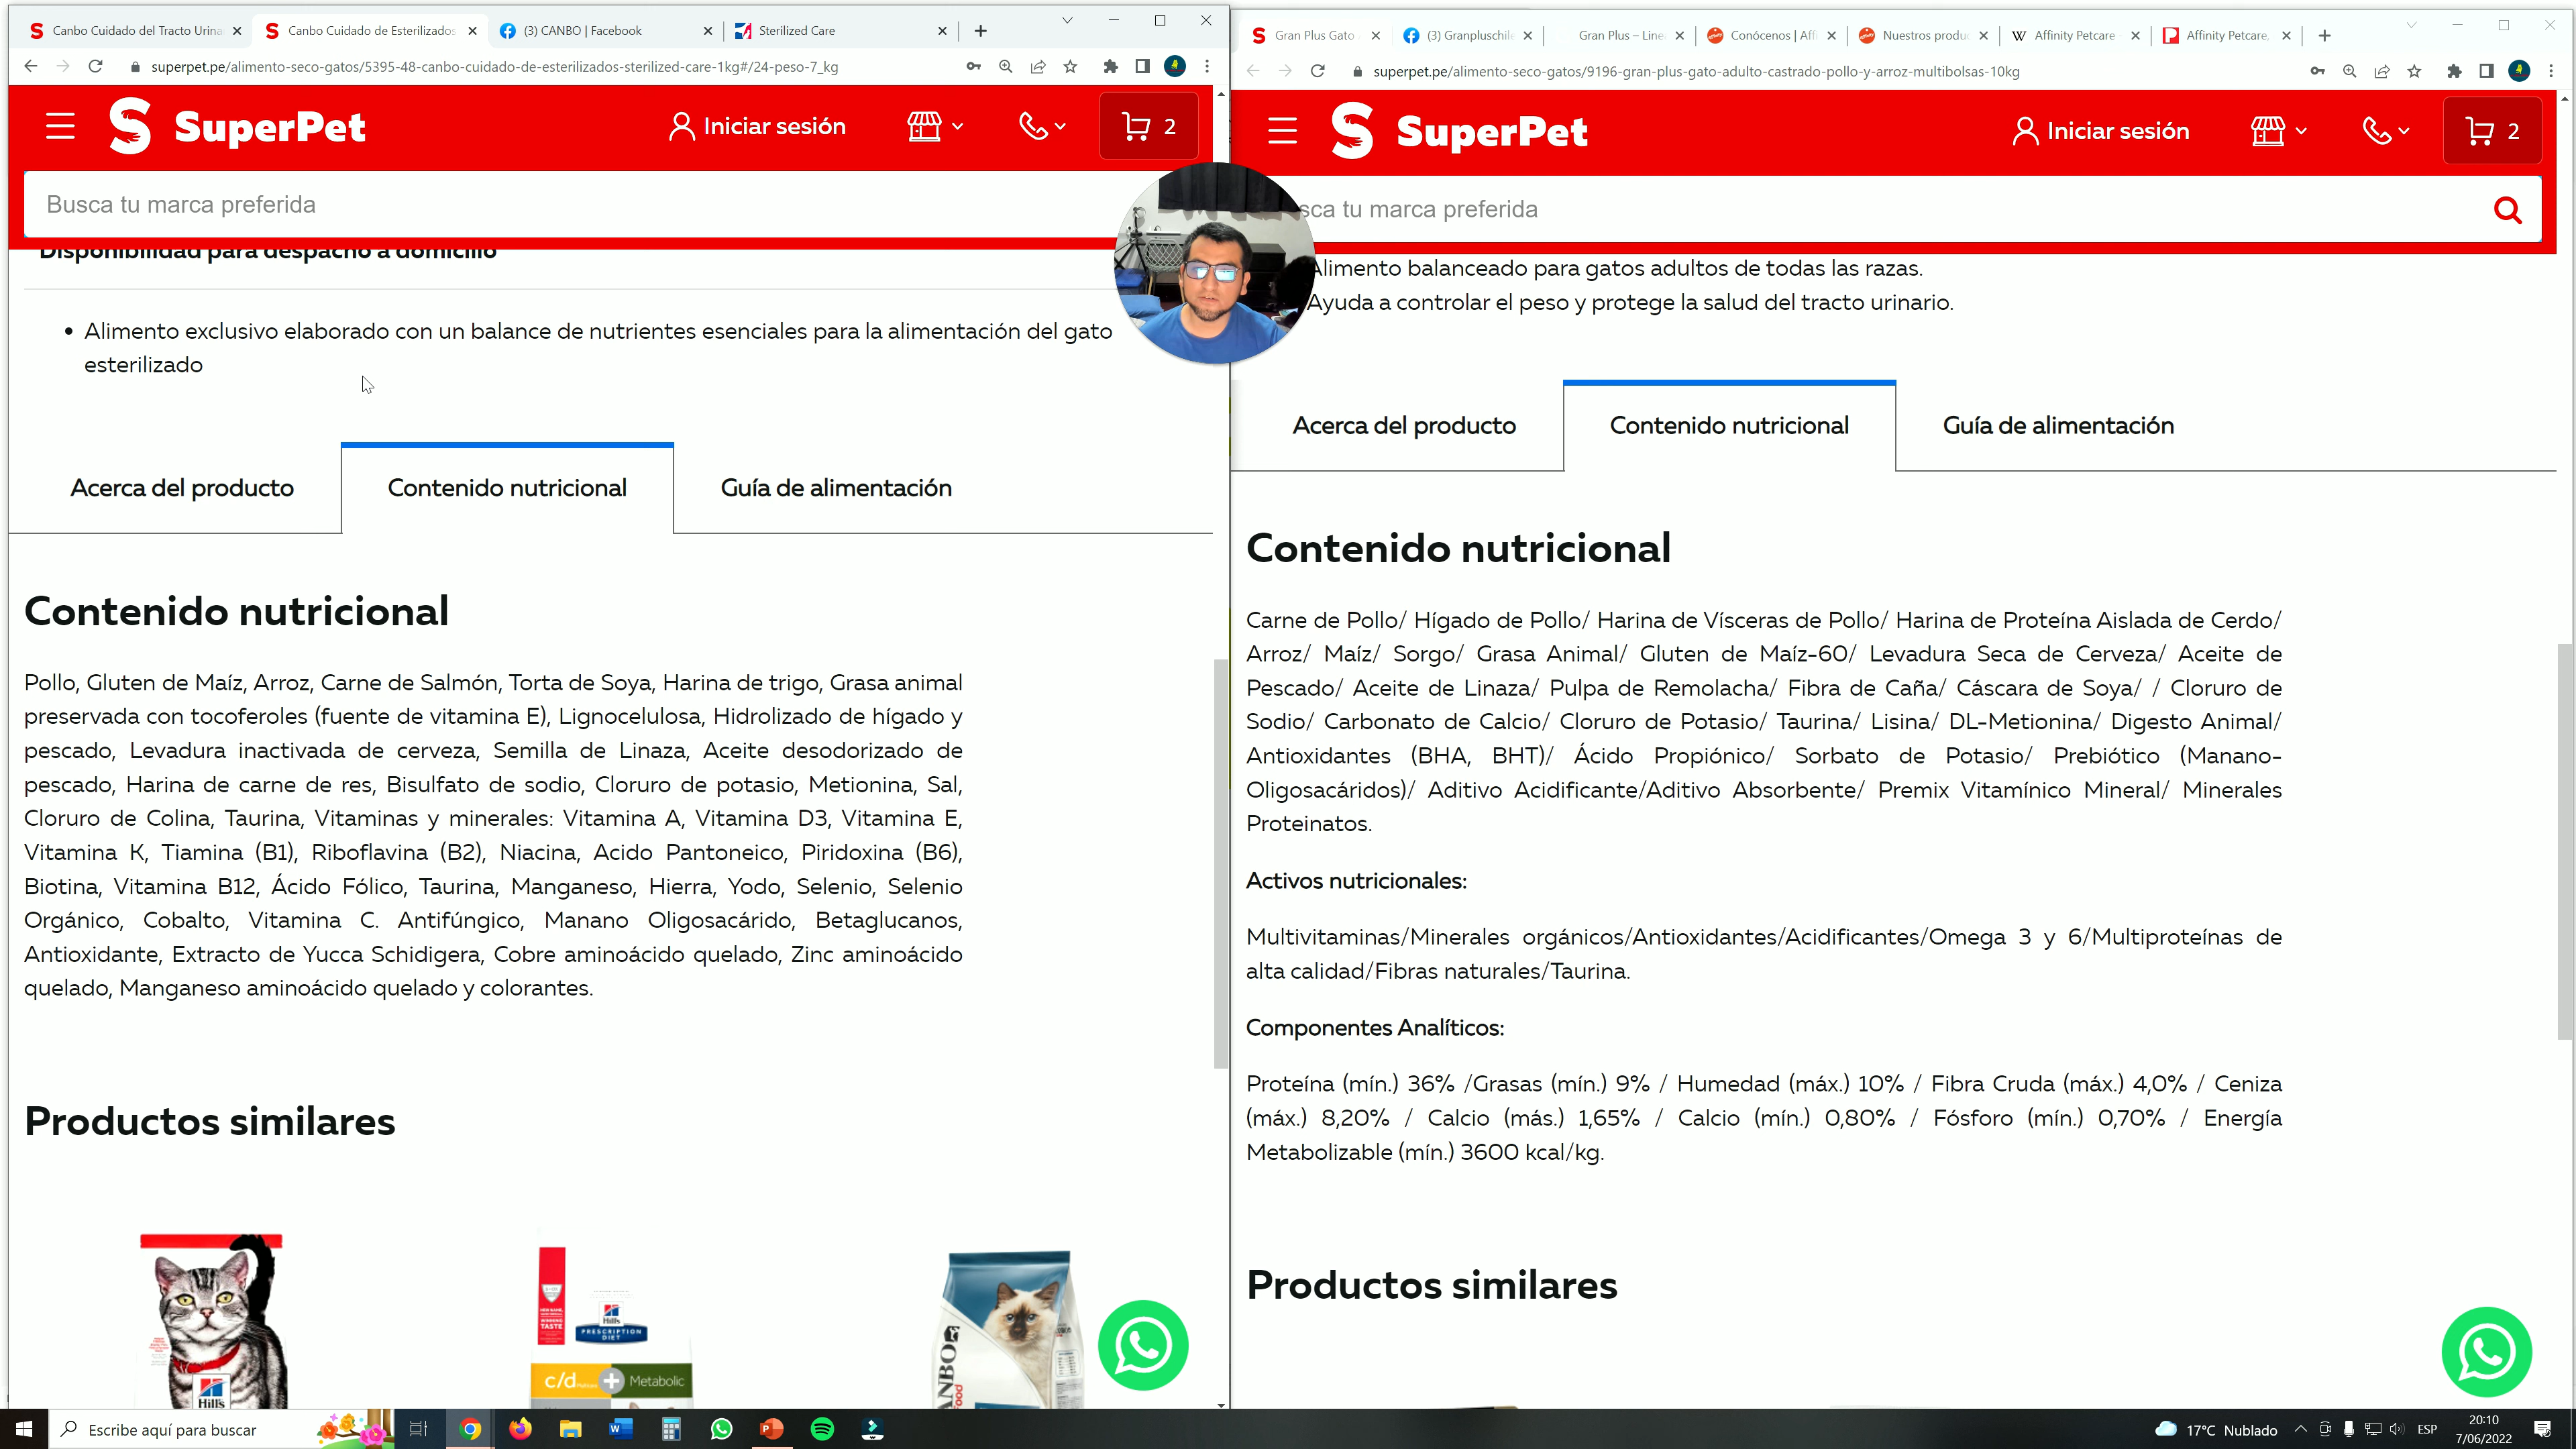 Canbo Cuidado del Tracto Urina
Canbo Cuidado de Esterilizados
(3) CANBO | Facebook
Sterilized Care
superpet.pe/alimento-seco-gatos/5395-48-canbo-cuidado-de-esterilizados-sterilized-care-1kg#/24-peso-7_kg
SuperPet
Iniciar sesión
2
Busca tu marca preferida
Disponibilidad para despacho a domicilio
Alimento exclusivo elaborado con un balance de nutrientes esenciales para la alimentación del gato
esterilizado
Acerca del producto
Contenido nutricional
Guía de alimentación
Contenido nutricional
Pollo, Gluten de Maíz, Arroz, Carne de Salmón, Torta de Soya, Harina de trigo, Grasa animal
preservada con tocoferoles (fuente de vitamina E), Lignocelulosa, Hidrolizado de hígado y
pescado, Levadura inactivada de cerveza, Semilla de Linaza, Aceite desodorizado de
pescado, Harina de carne de res, Bisulfato de sodio, Cloruro de potasio, Metionina, Sal,
Cloruro de Colina, Taurina, Vitaminas y minerales: Vitamina A, Vitamina D3, Vitamina E,
Vitamina K, Tiamina (B1), Riboflavina (B2), Niacina, Acido Pantoneico, Piridoxina (B6),
Biotina, Vitamina B12, Ácido Fólico, Taurina, Manganeso, Hierra, Yodo, Selenio, Selenio
Orgánico, Cobalto, Vitamina C. Antifúngico, Manano Oligosacárido, Betaglucanos,
Antioxidante, Extracto de Yucca Schidigera, Cobre aminoácido quelado, Zinc aminoácido
quelado, Manganeso aminoácido quelado y colorantes.
Productos similares
Hill's
Hill's
PRESCRIPTION
DIET
c/d
Metabolic
Gran Plus Gato
(3) Granpluschile
Gran Plus – Line
Conócenos | Affi
Nuestros produc
Affinity Petcare
Affinity Petcare,
superpet.pe/alimento-seco-gatos/9196-gran-plus-gato-adulto-castrado-pollo-y-arroz-multibolsas-10kg
SuperPet
Iniciar sesión
2
sca tu marca preferida
Alimento balanceado para gatos adultos de todas las razas.
Ayuda a controlar el peso y protege la salud del tracto urinario.
Acerca del producto
Contenido nutricional
Guía de alimentación
Contenido nutricional
Carne de Pollo/ Hígado de Pollo/ Harina de Vísceras de Pollo/ Harina de Proteína Aislada de Cerdo/
Arroz/ Maíz/ Sorgo/ Grasa Animal/ Gluten de Maíz-60/ Levadura Seca de Cerveza/ Aceite de
Pescado/ Aceite de Linaza/ Pulpa de Remolacha/ Fibra de Caña/ Cáscara de Soya/ / Cloruro de
Sodio/ Carbonato de Calcio/ Cloruro de Potasio/ Taurina/ Lisina/ DL-Metionina/ Digesto Animal/
Antioxidantes (BHA, BHT)/ Ácido Propiónico/ Sorbato de Potasio/ Prebiótico (Manano-
Oligosacáridos)/ Aditivo Acidificante/Aditivo Absorbente/ Premix Vitamínico Mineral/ Minerales
Proteinatos.
Activos nutricionales:
Multivitaminas/Minerales orgánicos/Antioxidantes/Acidificantes/Omega 3 y 6/Multiproteínas de
alta calidad/Fibras naturales/Taurina.
Componentes Analíticos:
Proteína (mín.) 36% /Grasas (mín.) 9% / Humedad (máx.) 10% / Fibra Cruda (máx.) 4,0% / Ceniza
(máx.) 8,20% / Calcio (más.) 1,65% / Calcio (mín.) 0,80% / Fósforo (mín.) 0,70% / Energía
Metabolizable (mín.) 3600 kcal/kg.
Productos similares
Escribe aquí para buscar
17°C Nublado
ESP
20:10
7/06/2022